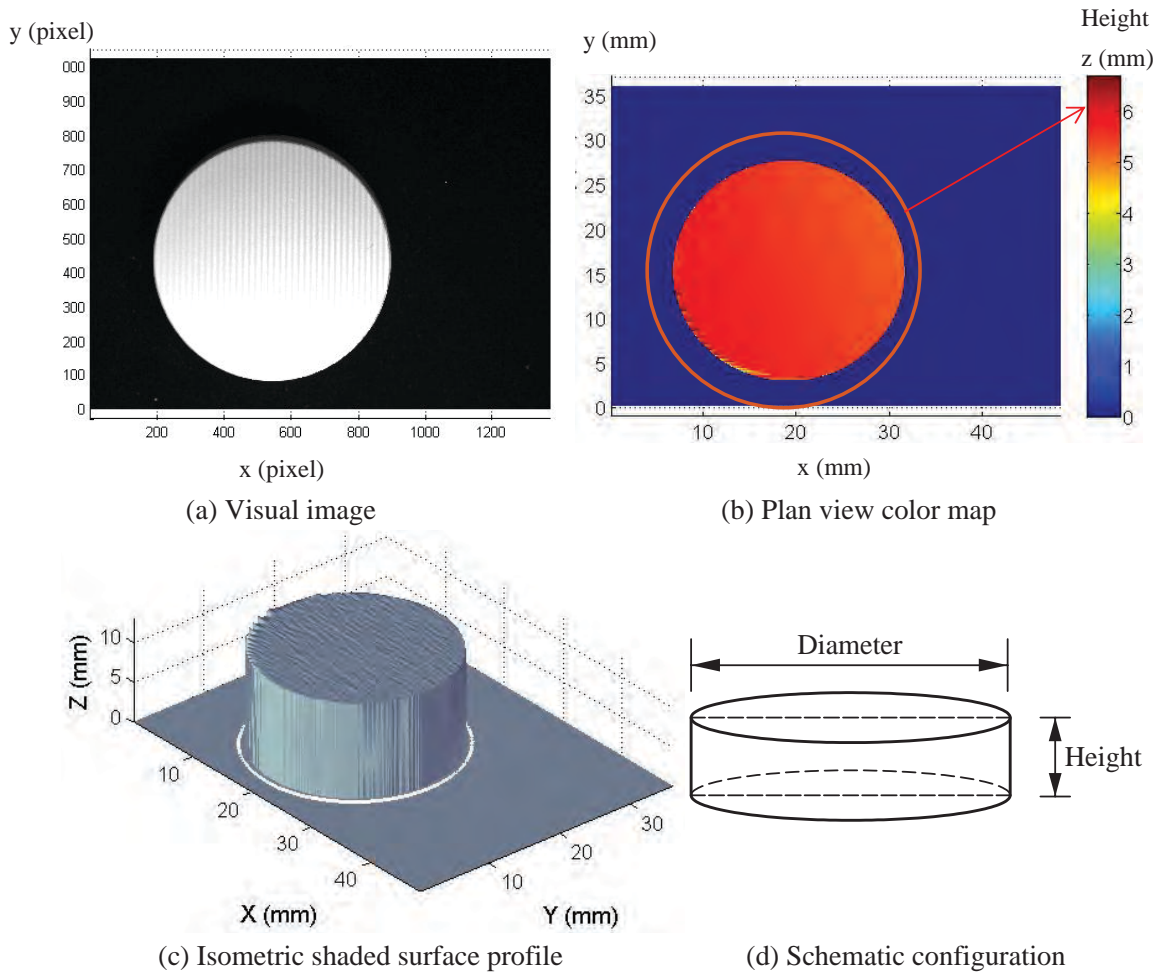 y (pixel)
000
900
800
700
600
500
400
300
200
100
0
200 400 600 800 1000 1200
x (pixel)
(a) Visual image
Height
y (mm)
z (mm)
35
30
25
20
15
10
5
0
6
5
4
3
2
1
0
10 20 30 40
x (mm)
(b) Plan view color map
Z (mm)
10
5
0
10
20
30
40
X (mm)
10
20
30
Y (mm)
(c) Isometric shaded surface profile
Diameter
Height
(d) Schematic configuration